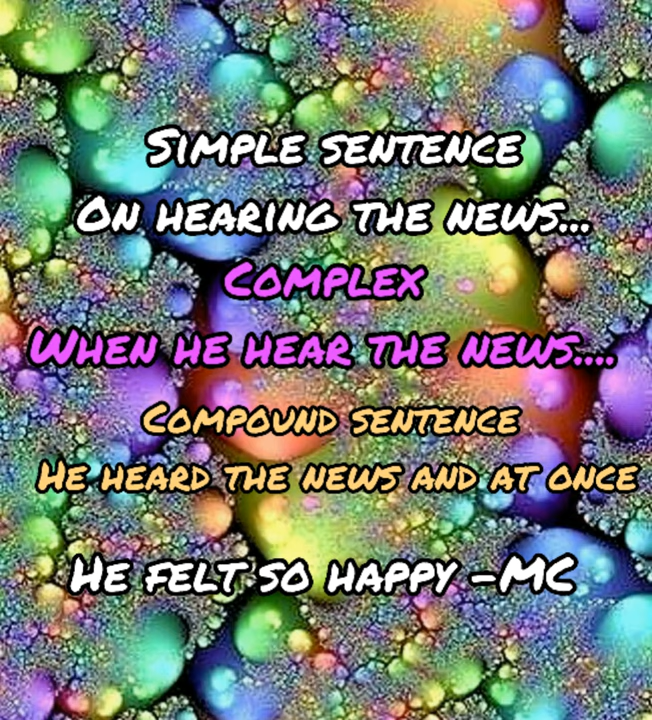 Simple sentence
On hearing the news...
Complex
When he hear the news....
Compound sentence
He heard the news and at once
He felt so happy -MC